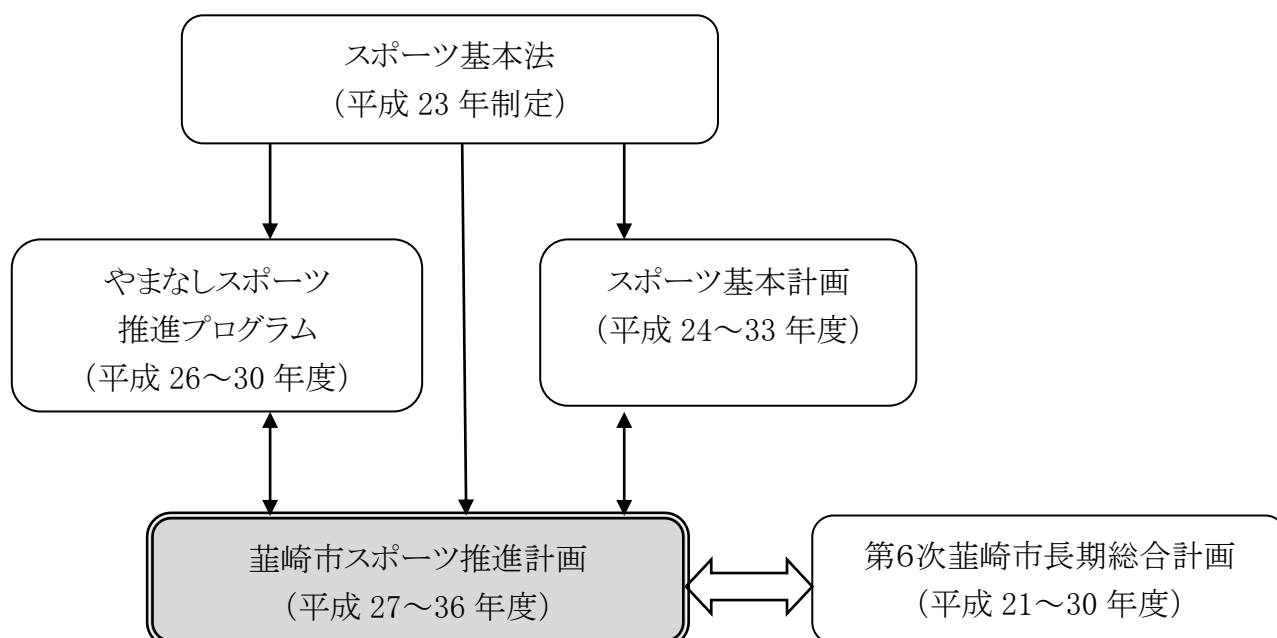 スポーツ基本法
（平成 23 年制定）
やまなしスポーツ
推進プログラム
（平成 26～30 年度）
スポーツ基本計画
（平成 24～33 年度）
韮崎市スポーツ推進計画
（平成 27～36 年度）
第6次韮崎市長期総合計画
（平成 21～30 年度）